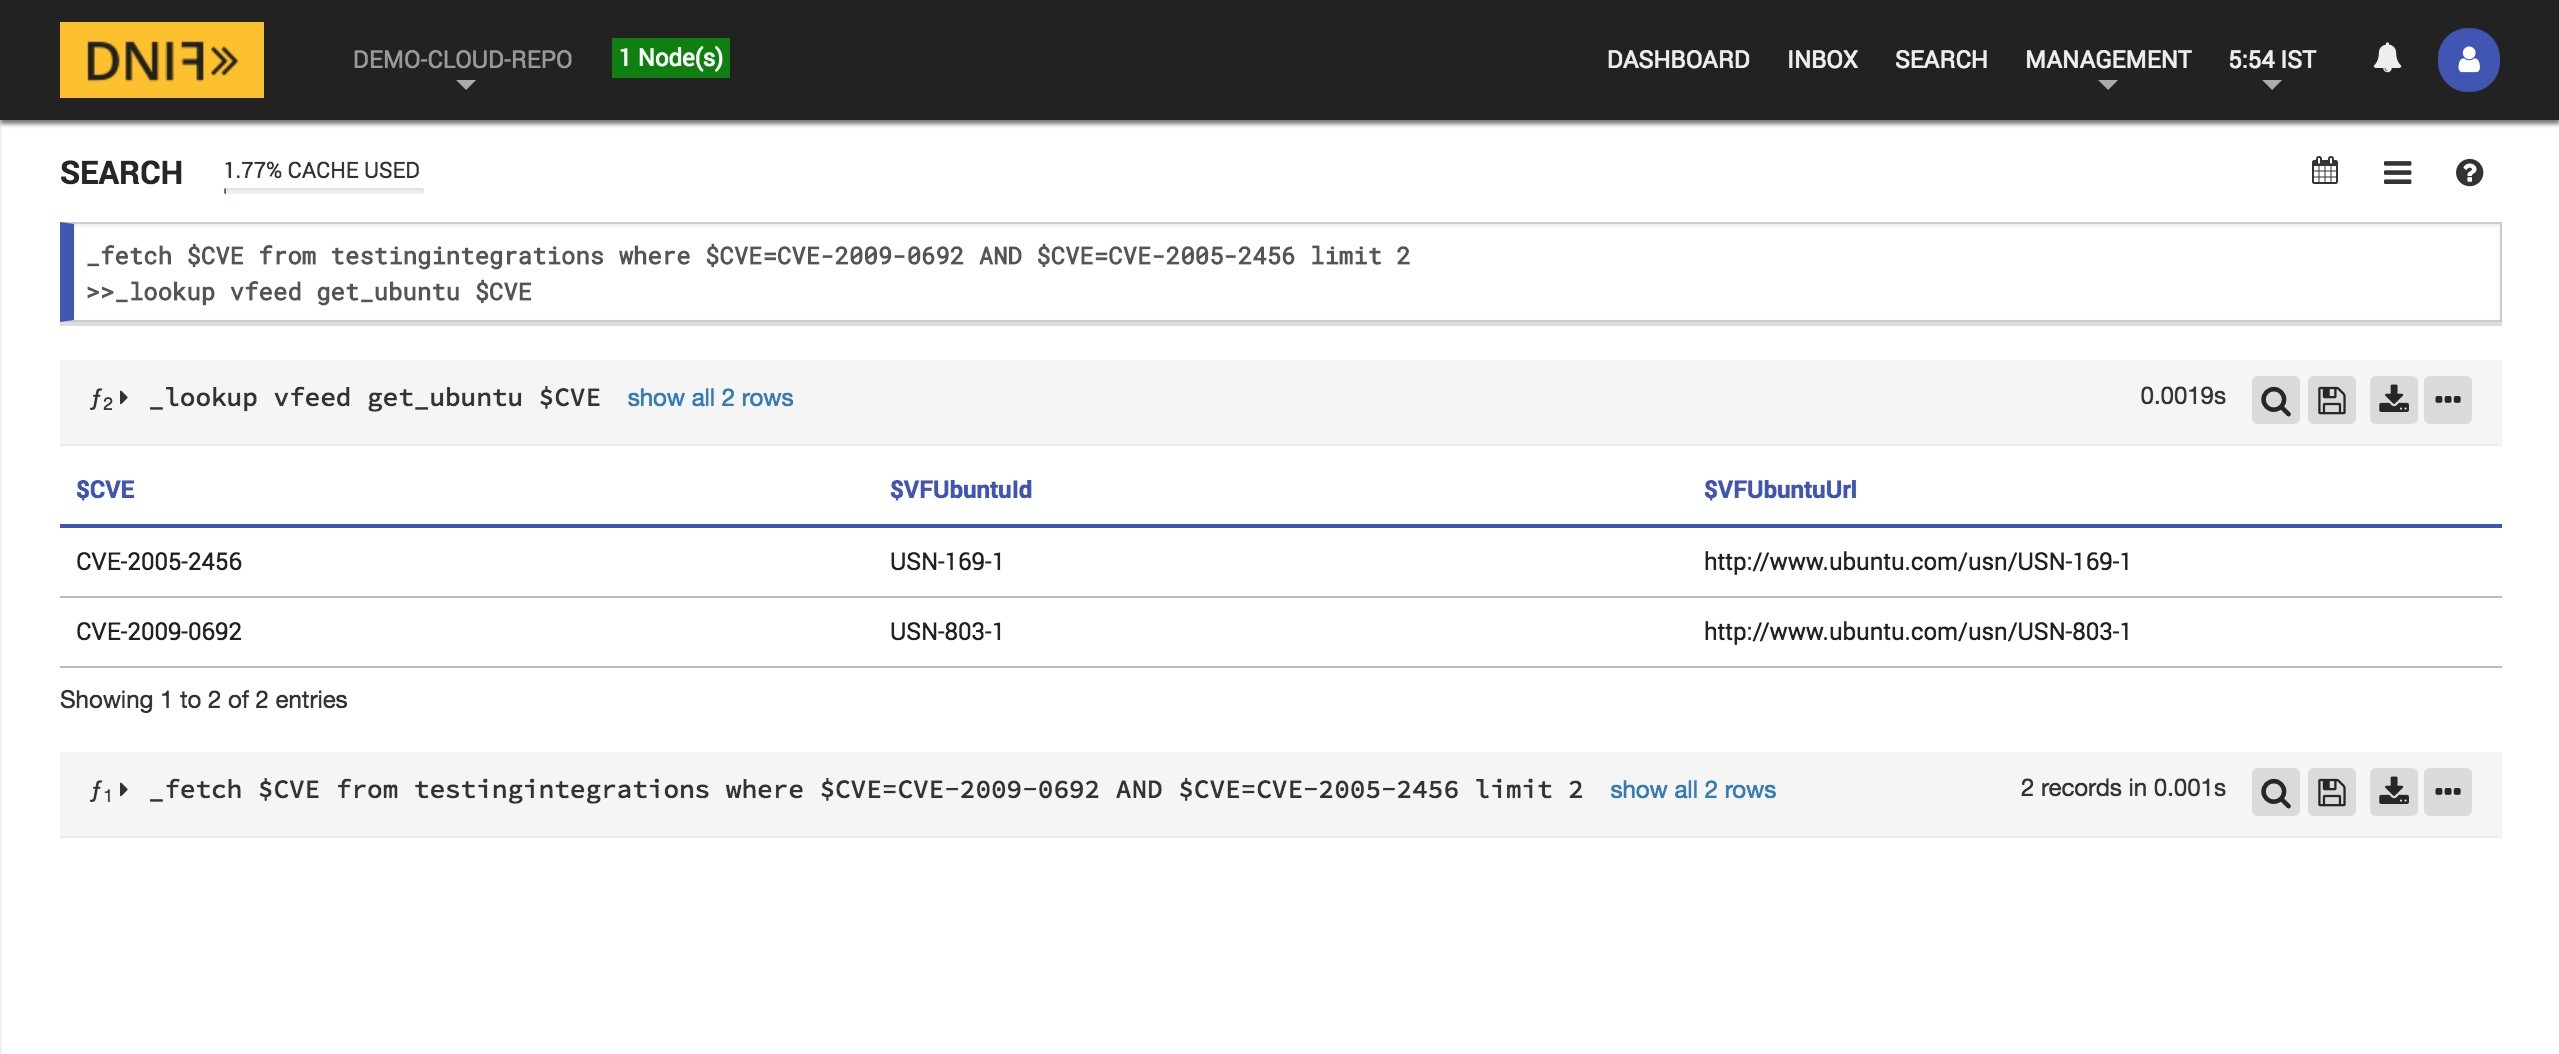 DNIF»
DEMO-CLOUD-REPO
1 Node(s)
DASHBOARD
INBOX
SEARCH
MANAGEMENT
5:54 IST
SEARCH
1.77% CACHE USED
_fetch $CVE from testingintegrations where $CVE=CVE-2009-0692 AND $CVE=CVE-2005-2456 limit 2
>>_lookup vfeed get_ubuntu $CVE
ƒ2 _lookup vfeed get_ubuntu $CVE show all 2 rows 0.0019s
$CVE $VFUbuntuId $VFUbuntuUrl
CVE-2005-2456 USN-169-1 http://www.ubuntu.com/usn/USN-169-1
CVE-2009-0692 USN-803-1 http://www.ubuntu.com/usn/USN-803-1
Showing 1 to 2 of 2 entries
ƒ1 _fetch $CVE from testingintegrations where $CVE=CVE-2009-0692 AND $CVE=CVE-2005-2456 limit 2 show all 2 rows 2 records in 0.001s